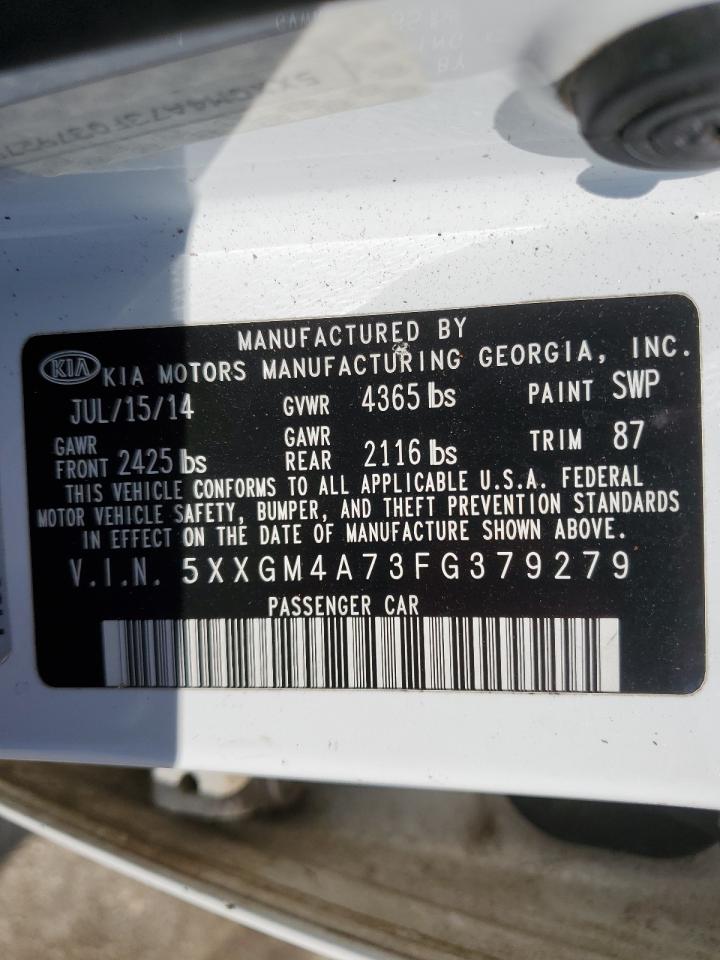 MANUFACTURED BY
KIA KIA MOTORS MANUFACTURING GEORGIA, INC.
JUL/15/14 GVWR 4365 lbs PAINT SWP
GAWR FRONT 2425 lbs GAWR REAR 2116 lbs TRIM 87
THIS VEHICLE CONFORMS TO ALL APPLICABLE U.S.A. FEDERAL
MOTOR VEHICLE SAFETY, BUMPER, AND THEFT PREVENTION STANDARDS
IN EFFECT ON THE DATE OF MANUFACTURE SHOWN ABOVE.
V.I.N. 5XXGM4A73FG379279
PASSENGER CAR